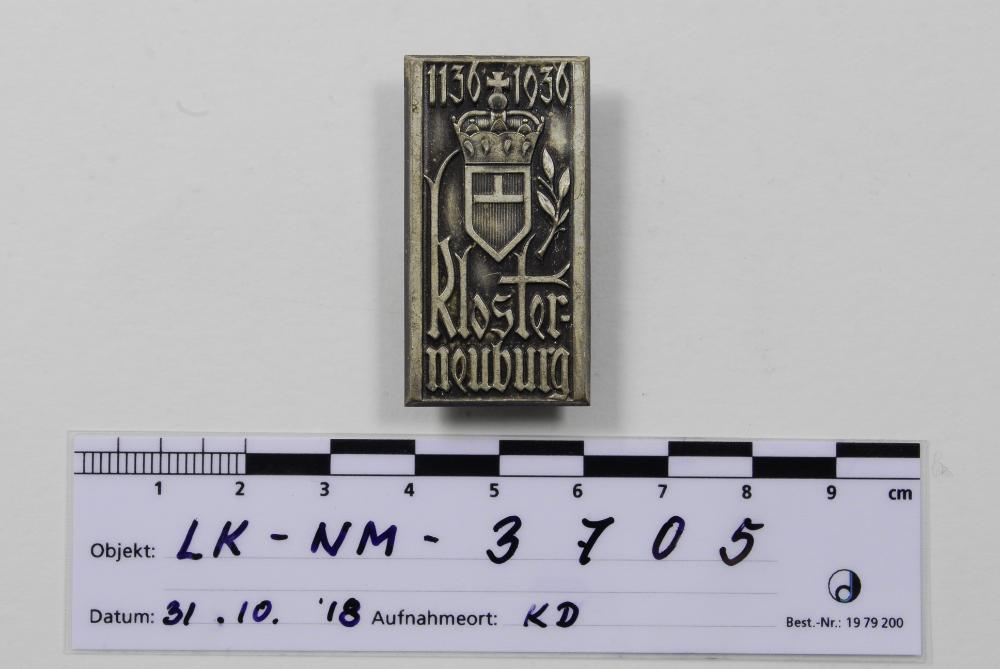 1136 1936
Kloster-
neuburg
1 2 3 4 5 6 7 8 9 cm
Objekt: LK-NM-3705
Datum: 31.10.'18 Aufnahmeort: KD
Best.-Nr.: 19 79 200